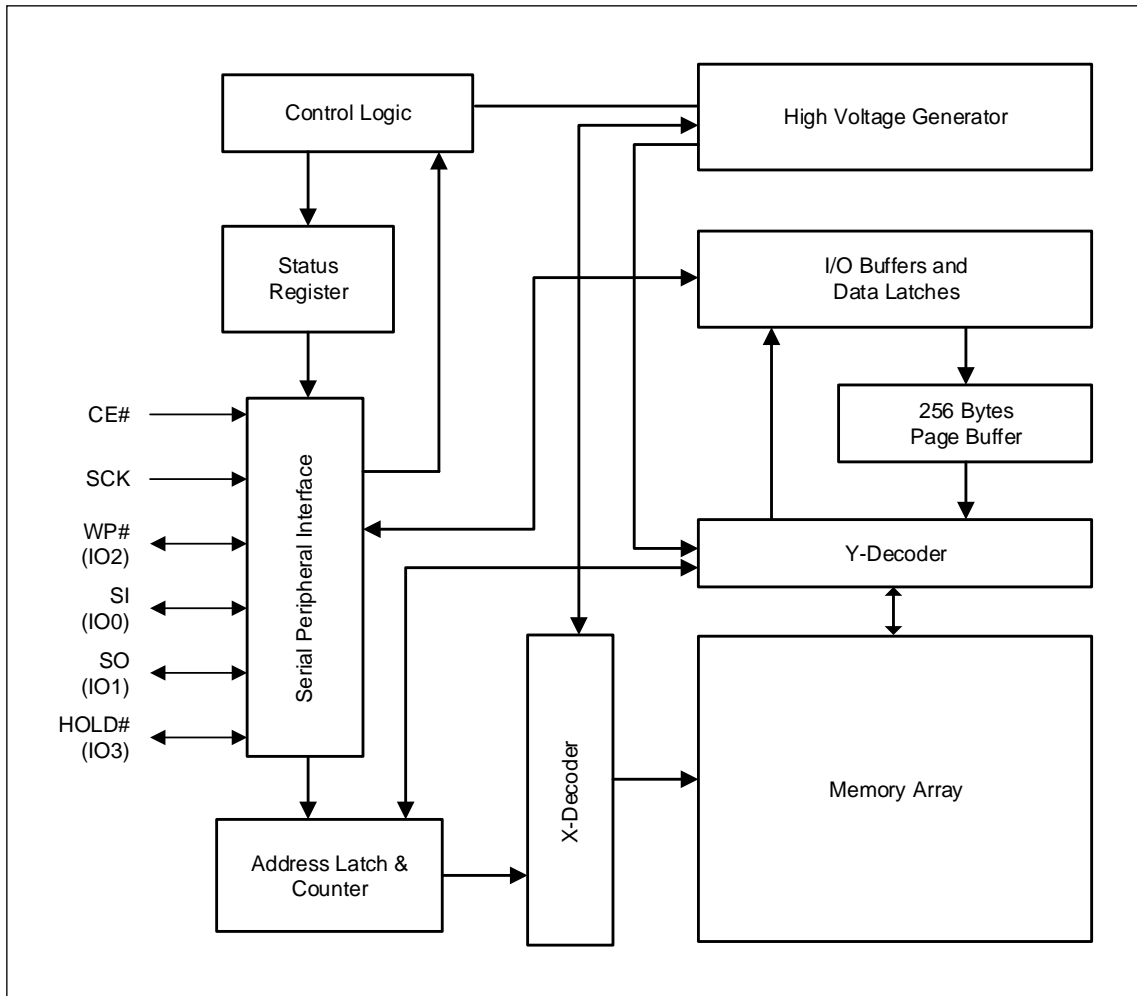 Control Logic
High Voltage Generator
Status
Register
I/O Buffers and
Data Latches
256 Bytes
Page Buffer
CE#
SCK
WP#
(IO2)
SI
(IO0)
SO
(IO1)
HOLD#
(IO3)
Serial Peripheral Interface
Y-Decoder
X-Decoder
Memory Array
Address Latch &
Counter